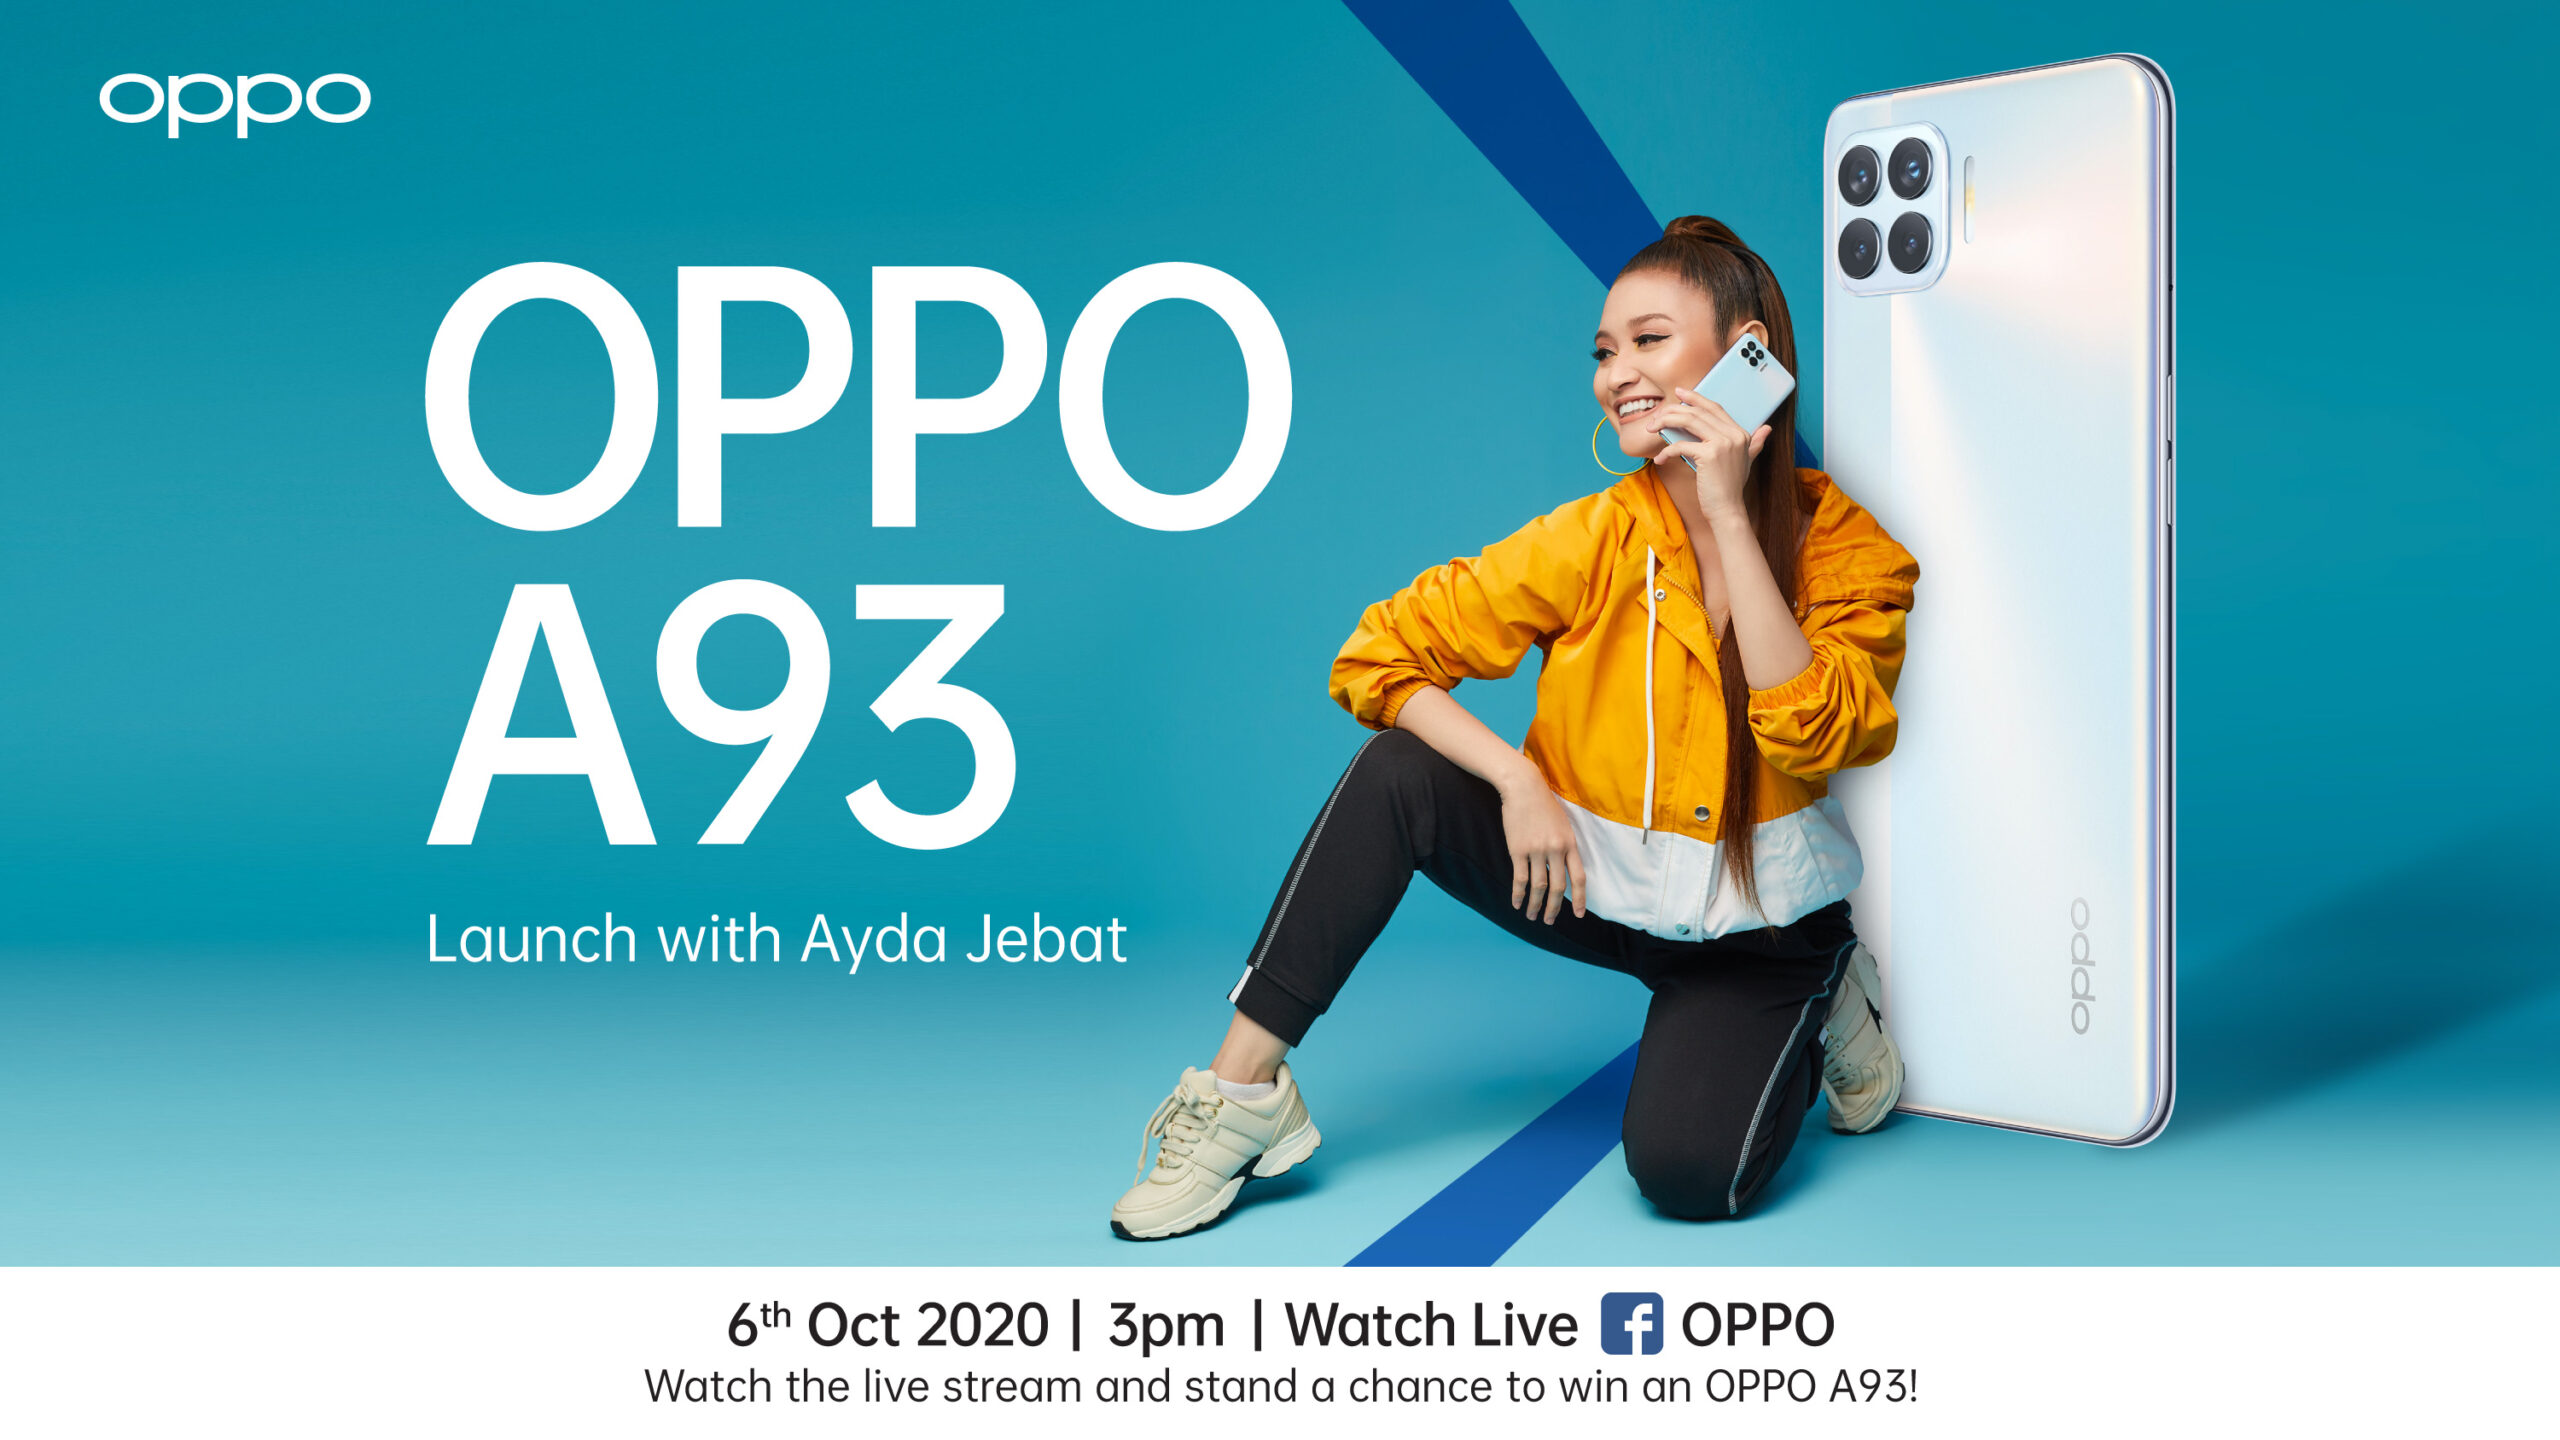 oppo
OPPO
A93
Launch with Ayda Jebat
oppo
6th Oct 2020 | 3pm | Watch Live f OPPO
Watch the live stream and stand a chance to win an OPPO A93!